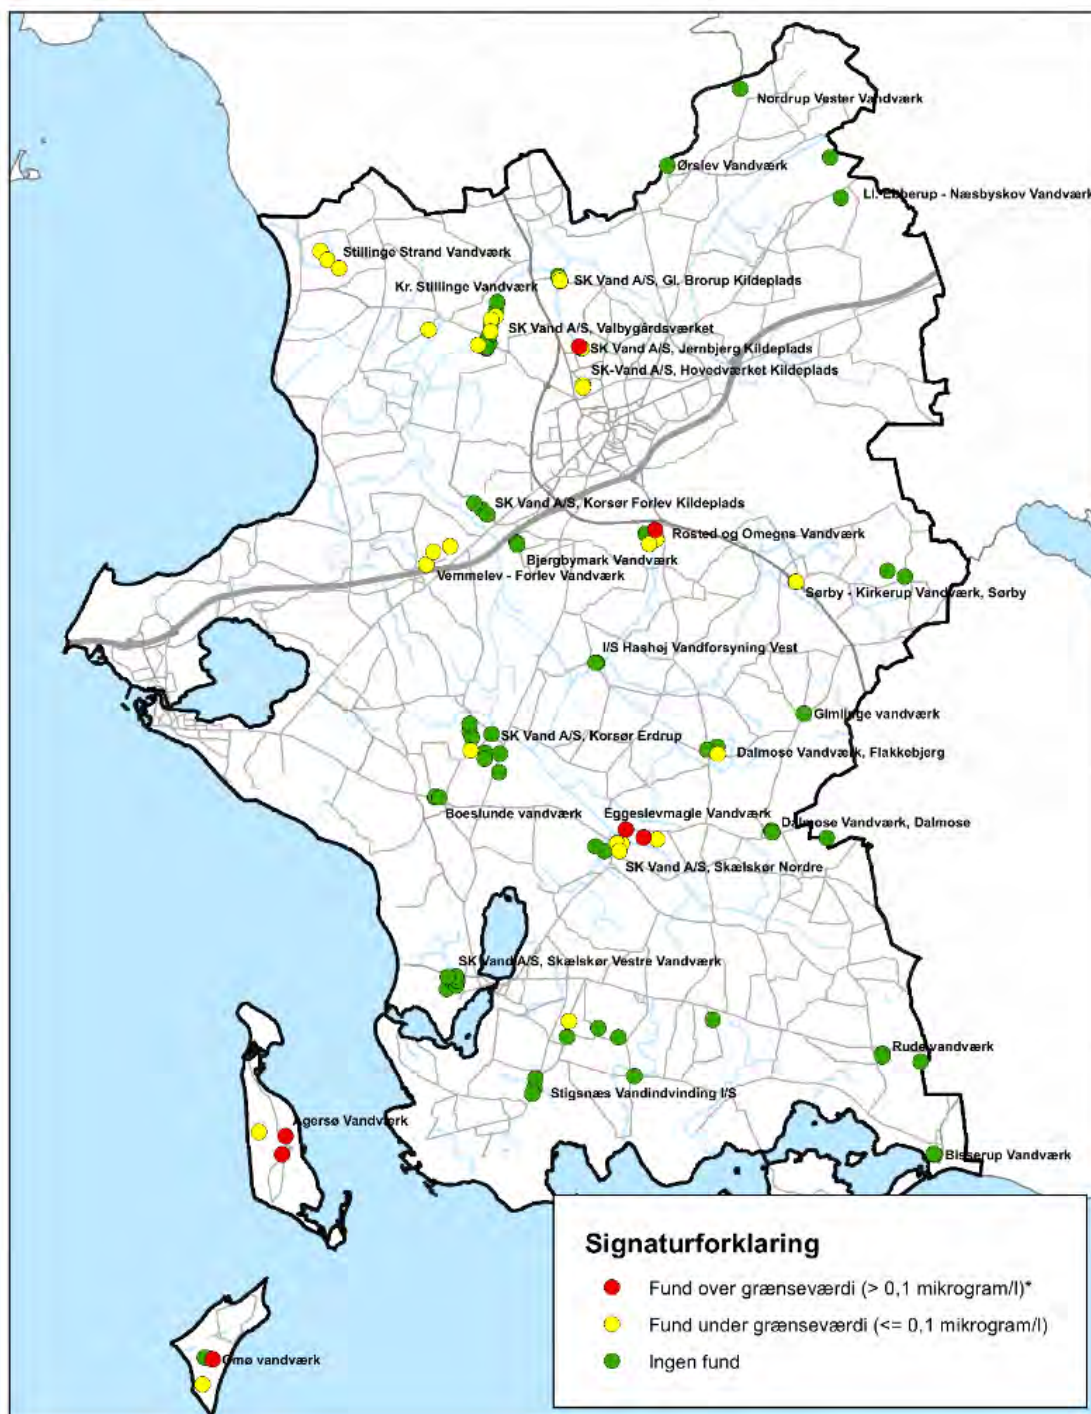 Nordrup Vester Vandværk
Ørslev Vandværk
Ll. Ebberup - Næsbyskov Vandværk
Stillinge Strand Vandværk
SK Vand A/S, Gl. Brorup Kildeplads
Kr. Stillinge Vandværk
SK Vand A/S, Valbygårdsværket
SK Vand A/S, Jernbjerg Kildeplads
SK-Vand A/S, Hovedværket Kildeplads
SK Vand A/S, Korsør Forlev Kildeplads
Rosted og Omegns Vandværk
Bjergbymark Vandværk
Vemmelev - Forlev Vandværk
Sørby - Kirkerup Vandværk, Sørby
I/S Hashøj Vandforsyning Vest
Gimlinge vandværk
SK Vand A/S, Korsør Erdrup
Dalmose Vandværk, Flakkebjerg
Boeslunde vandværk
Eggeslevmagle Vandværk
Dalmose Vandværk, Dalmose
SK Vand A/S, Skælskør Nordre
SK Vand A/S, Skælskør Vestre Vandværk
Rude vandværk
Stigsnæs Vandindvinding I/S
Agersø Vandværk
Bisserup Vandværk
Omø vandværk
Signaturforklaring
Fund over grænseværdi (> 0,1 mikrogram/l)*
Fund under grænseværdi (<= 0,1 mikrogram/l)
Ingen fund